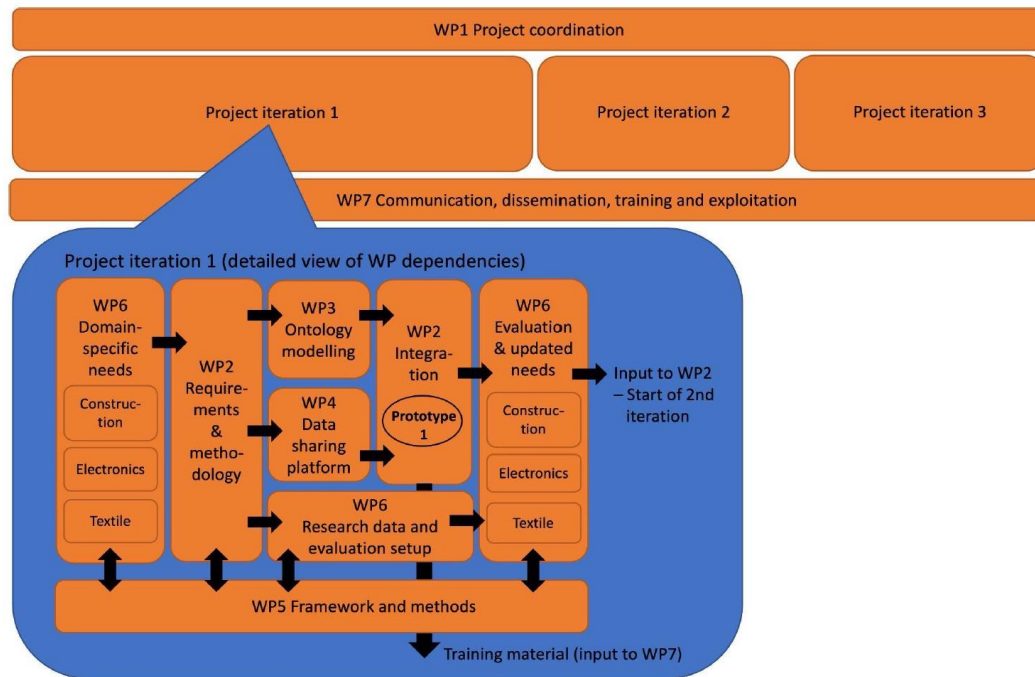 WP1 Project coordination
Project iteration 1
Project iteration 2
Project iteration 3
WP7 Communication, dissemination, training and exploitation
Project iteration 1 (detailed view of WP dependencies)
WP6
Domain-
specific
needs
Construc-
tion
Electronics
Textile
WP2
Require-
ments
&
metho-
dology
WP3
Ontology
modelling
WP4
Data
sharing
platform
WP6
Research data and
evaluation setup
WP2
Integra-
tion
Prototype
1
WP6
Evaluation
& updated
needs
Construc-
tion
Electronics
Textile
Input to WP2
– Start of 2nd
iteration
WP5 Framework and methods
Training material (input to WP7)